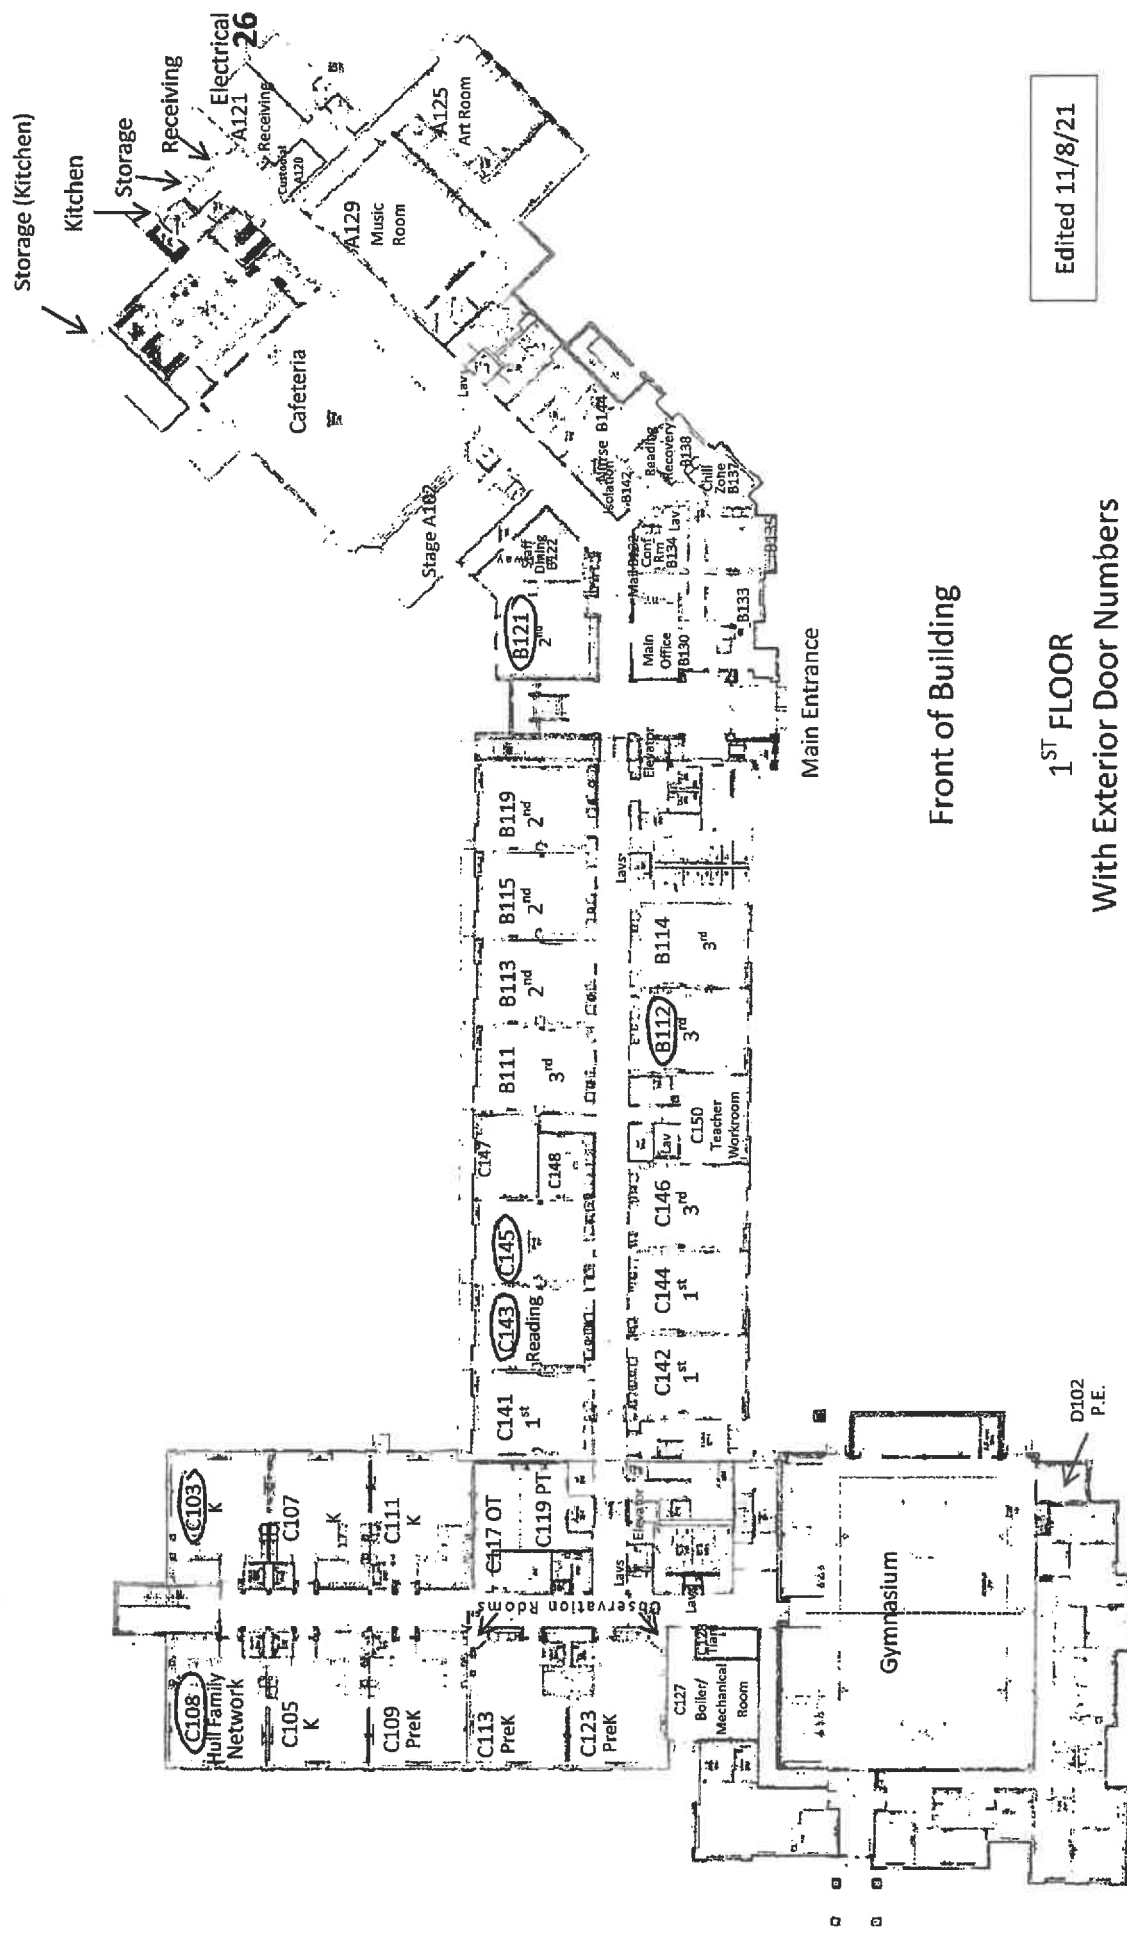 Storage (Kitchen)
Kitchen
Storage
Receiving
Electrical
26
A121
Receiving
Custodial
A120
A125
Art Room
A129
Music
Room
Cafeteria
Lav
Stage A102
Nurse B144
Isolation
B142
Reading
Recovery
B138
Chill
Zone
B137
Staff
Dining
B122
B121
2nd
Mail B132
Conf
Rm
B134
Lav
B135
B133
Main
Office
B130
Main Entrance
Elevator
B119
2nd
B115
2nd
B113
2nd
B111
3rd
Lavs
B114
3rd
B112
3rd
C147
C148
C150
Teacher
Workroom
Lav
C145
C143
Reading
C141
1st
C146
3rd
C144
1st
C142
1st
C103
K
C107
K
C111
K
C117 OT
C119 PT
Elevator
Lavs
Lavs
Observation Rooms
C108
Hull Family
Network
C105
K
C109
PreK
C113
PreK
C123
PreK
C127
Boiler/
Mechanical
Room
Gymnasium
D102
P.E.
Front of Building
1ST FLOOR
With Exterior Door Numbers
Edited 11/8/21